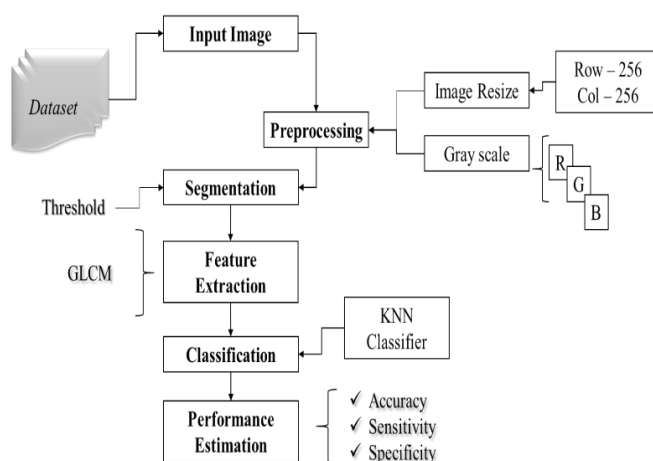 Input Image
Dataset
Image Resize
Row – 256
Col – 256
Preprocessing
Gray scale
R
G
B
Segmentation
Threshold
GLCM
Feature
Extraction
KNN
Classifier
Classification
Performance
Estimation
✓ Accuracy
✓ Sensitivity
✓ Specificity